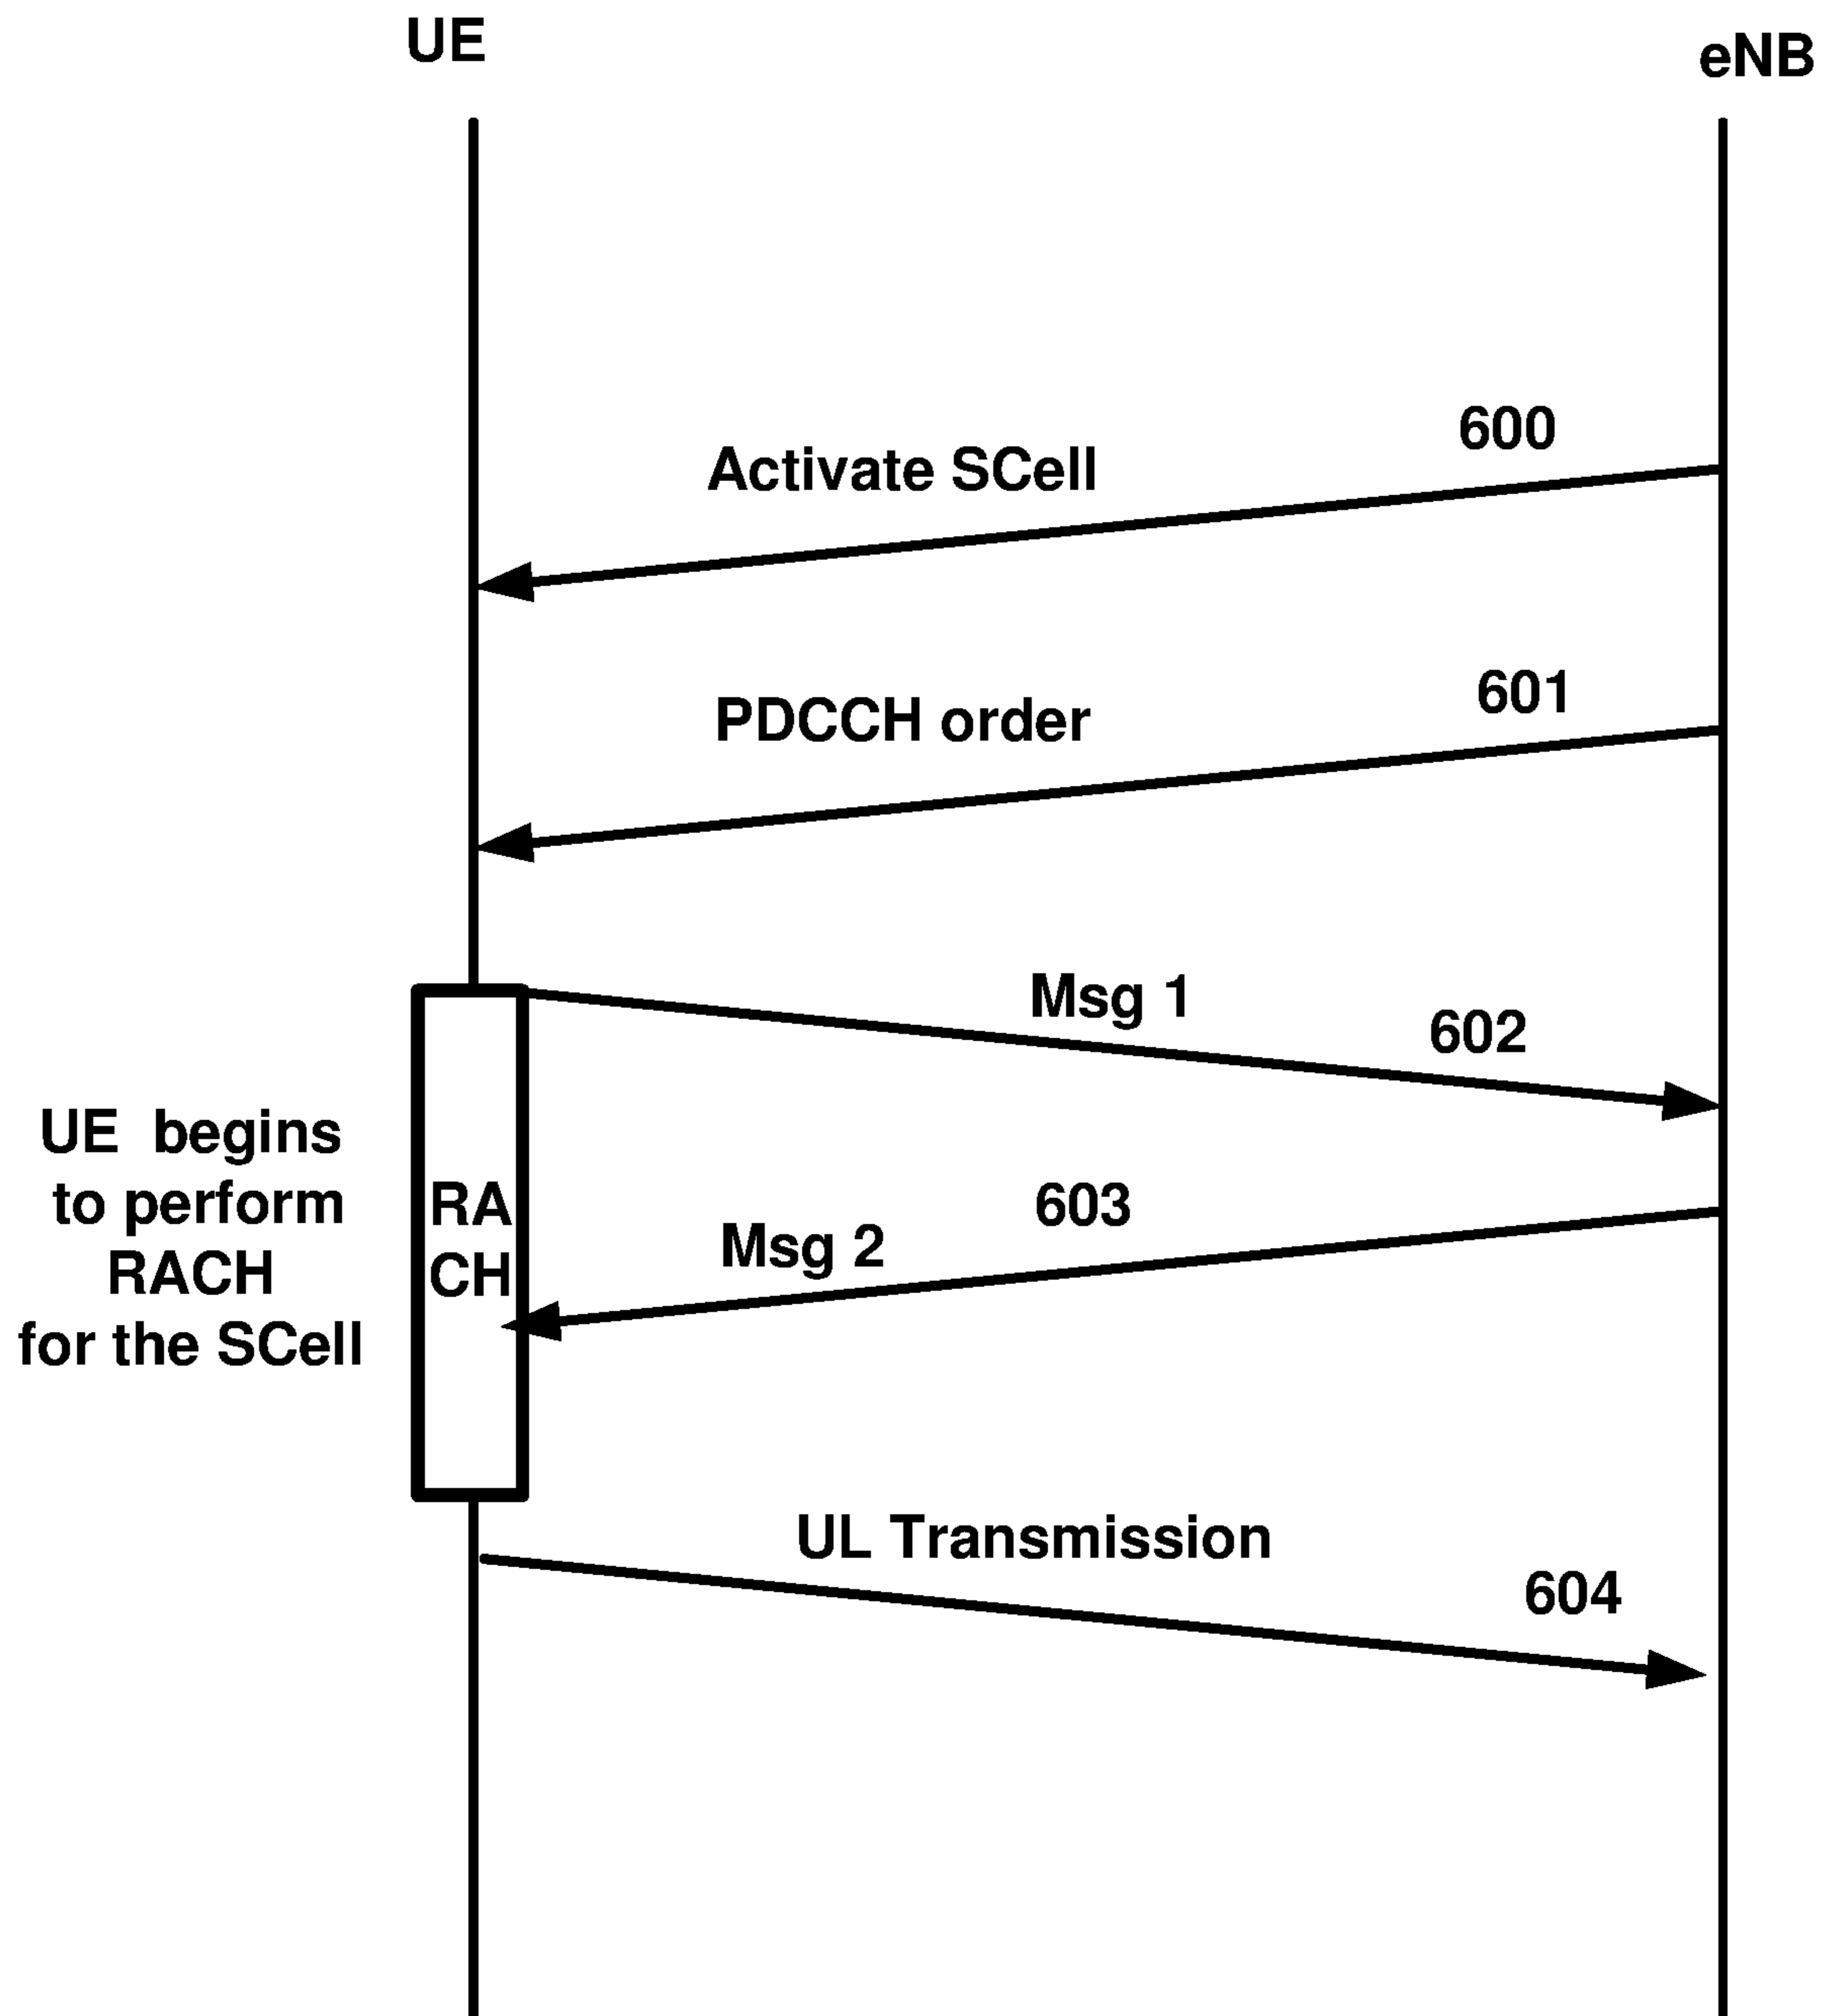 UE
eNB
600
Activate SCell
601
PDCCH order
Msg 1
602
UE begins
to perform
RACH
for the SCell
RA
CH
603
Msg 2
UL Transmission
604